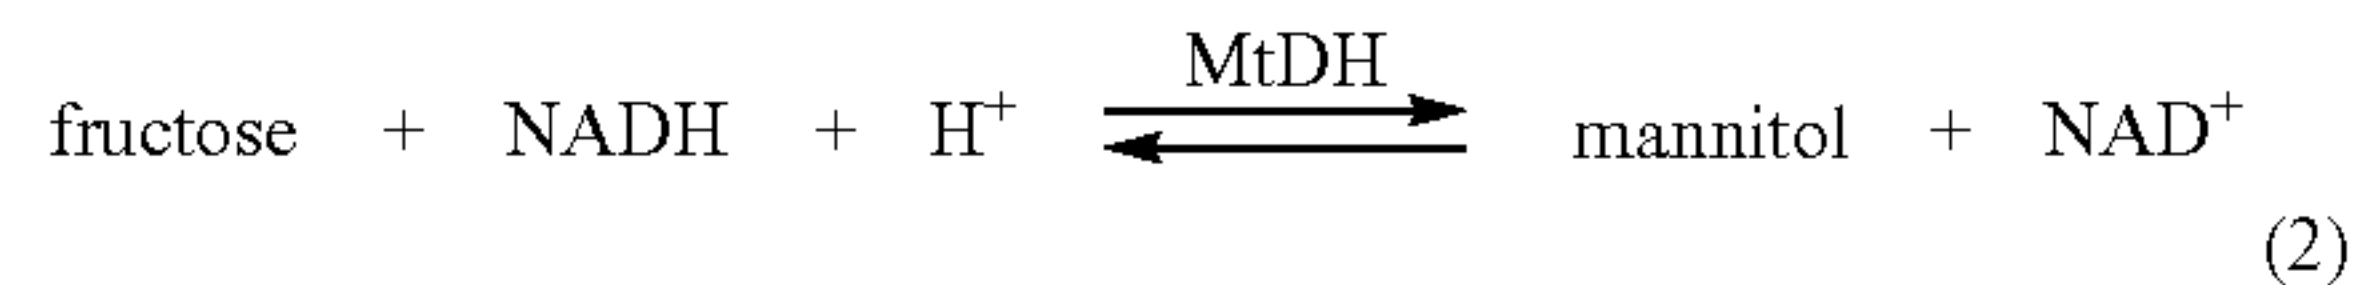 MtDH
fructose + NADH + H⁺ ⇌ mannitol + NAD⁺
(2)